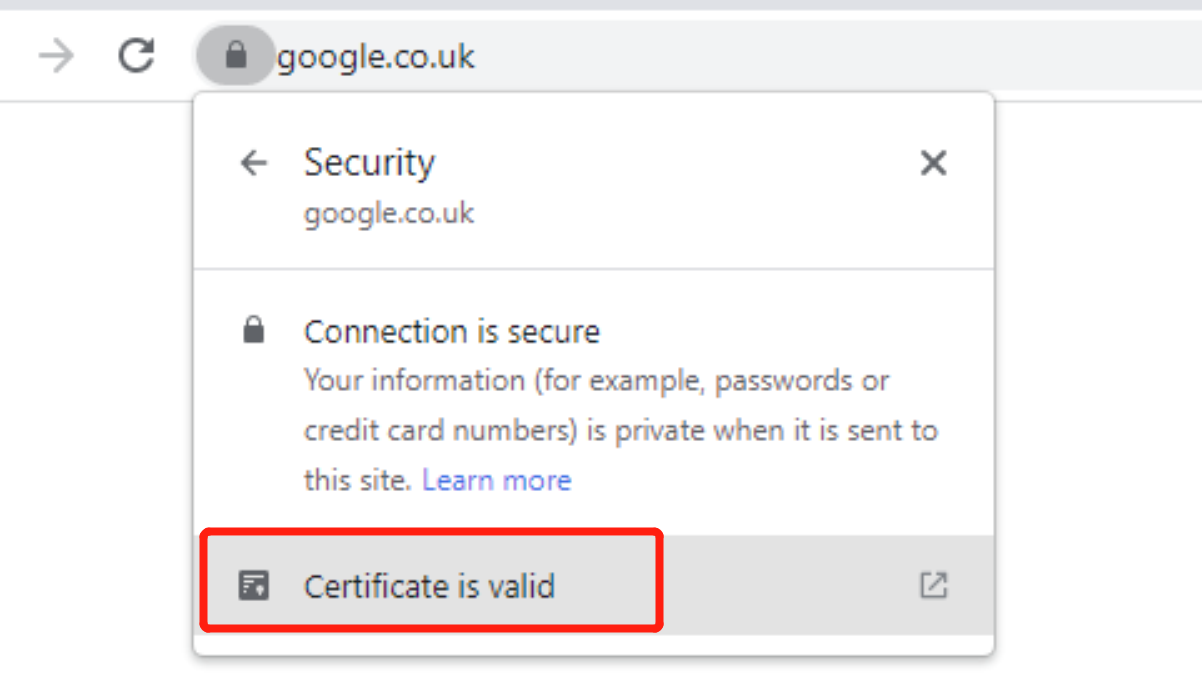 google.co.uk
Security
google.co.uk
Connection is secure
Your information (for example, passwords or
credit card numbers) is private when it is sent to
this site. Learn more
Certificate is valid